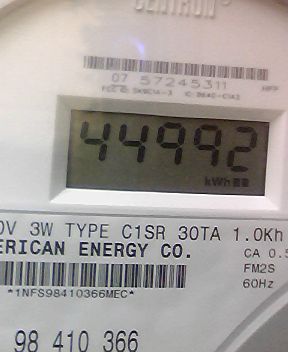 CENTRON
07 57245311
44992
kWh
0V 3W TYPE C1SR 30TA 1.0Kh
ERICAN ENERGY CO.
CA 0.5
FM2S
60Hz
*1NFS98410366MEC*
98 410 366